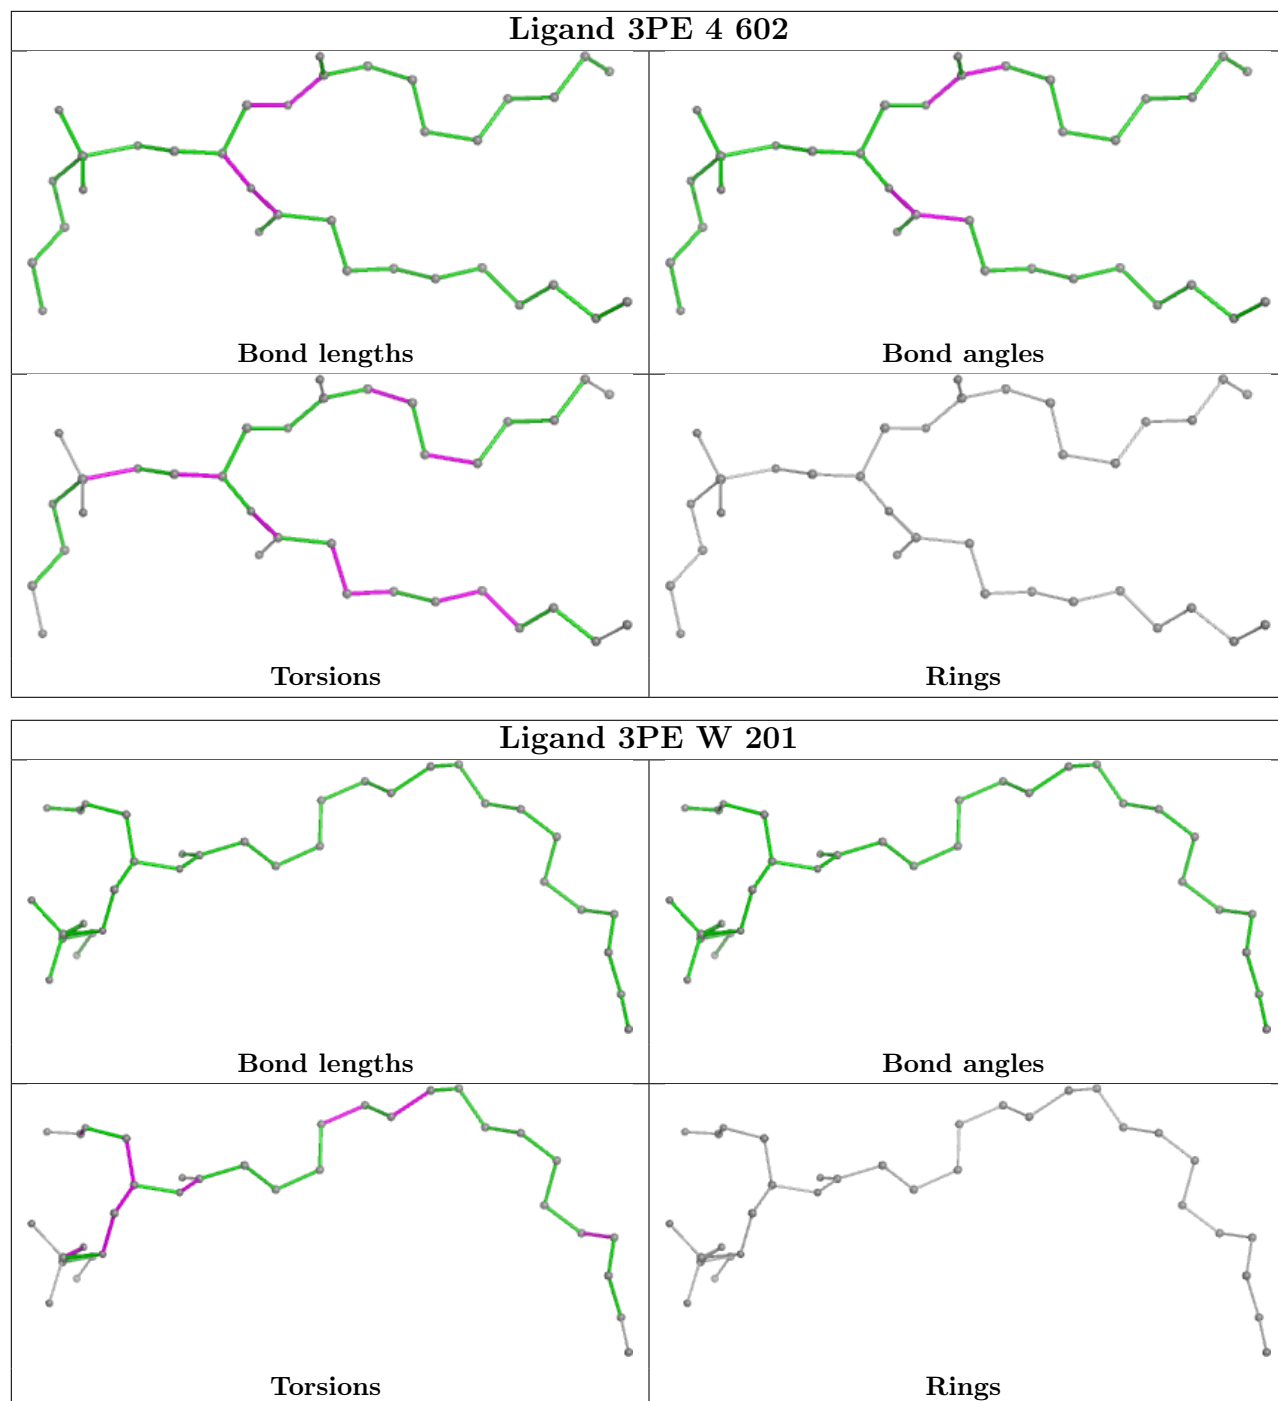 Ligand 3PE 4 602
Bond lengths
Bond angles
Torsions
Rings
Ligand 3PE W 201
Bond lengths
Bond angles
Torsions
Rings